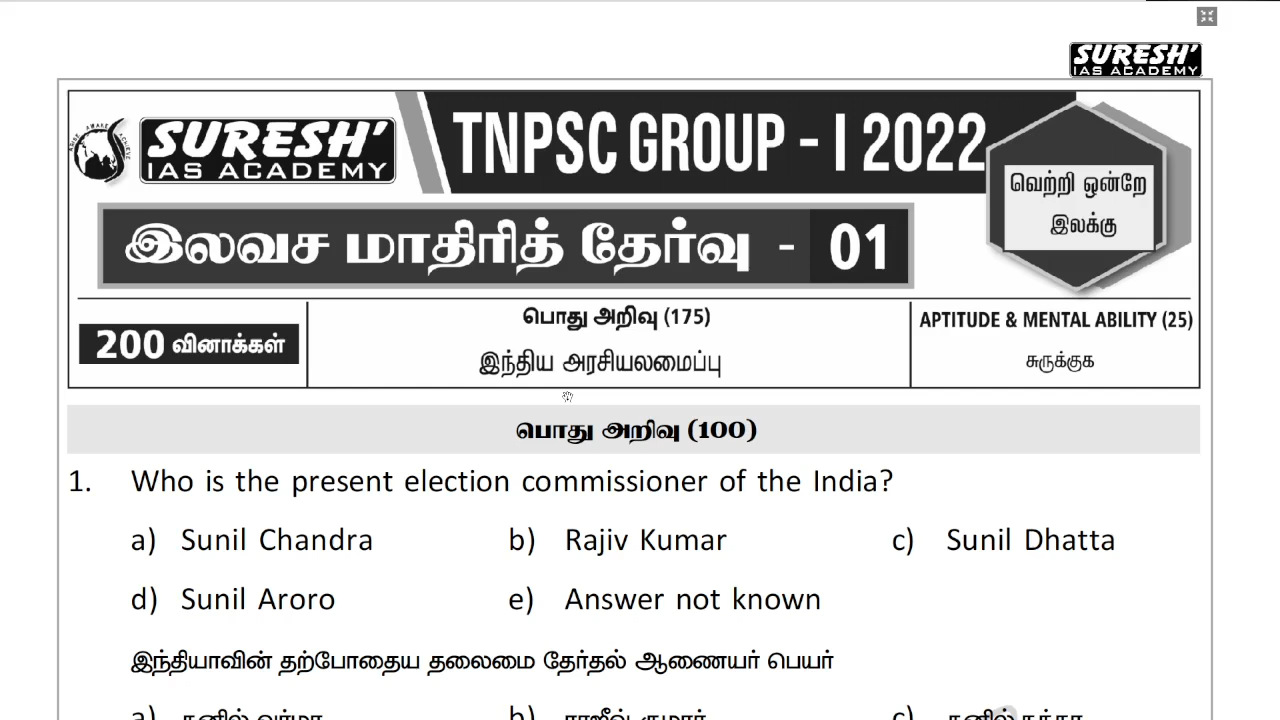 SURESH'
IAS ACADEMY
SURESH'
IAS ACADEMY
TNPSC GROUP - I 2022
வெற்றி ஒன்றே
இலக்கு
இலவச மாதிரித் தேர்வு - 01
200 வினாக்கள்
பொது அறிவு (175)
இந்திய அரசியலமைப்பு
APTITUDE & MENTAL ABILITY (25)
சுருக்குக
பொது அறிவு (100)
1. Who is the present election commissioner of the India?
a) Sunil Chandra b) Rajiv Kumar c) Sunil Dhatta
d) Sunil Aroro e) Answer not known
இந்தியாவின் தற்போதைய தலைமை தேர்தல் ஆணையர் பெயர்
a) b) ராஜீவ் குமார் c)